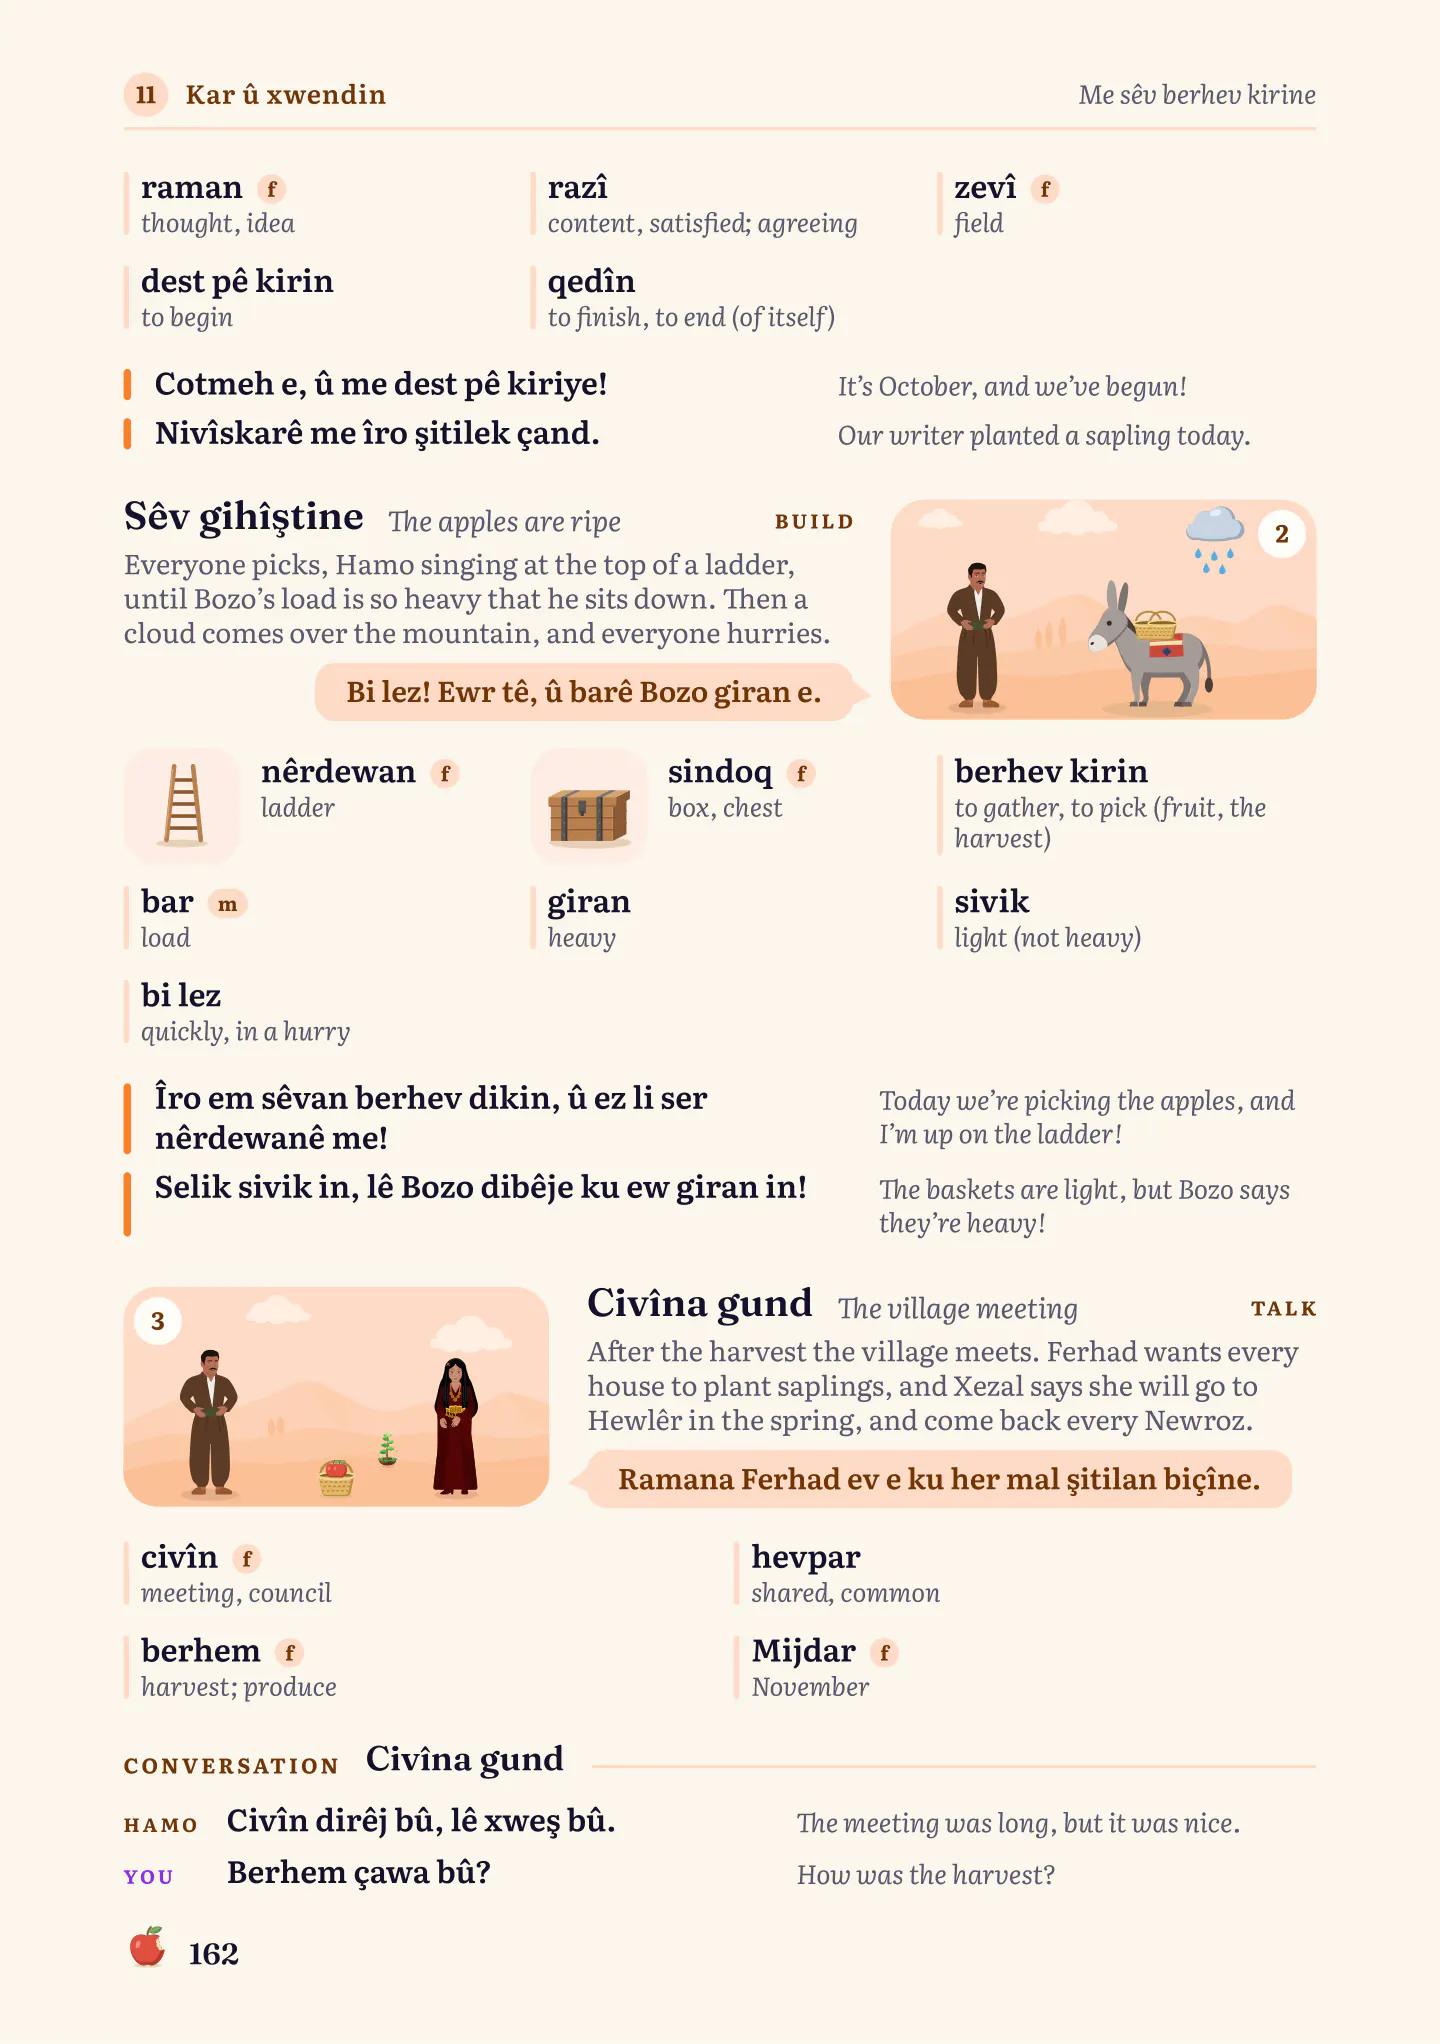 11 Kar û xwendin
Me sêv berhev kirine
raman f
thought, idea
razî
content, satisfied; agreeing
zevî f
field
dest pê kirin
to begin
qedîn
to finish, to end (of itself)
Cotmeh e, û me dest pê kiriye!
It’s October, and we’ve begun!
Nivîskarê me îro şitilek çand.
Our writer planted a sapling today.
Sêv gihîştine The apples are ripe BUILD
Everyone picks, Hamo singing at the top of a ladder,
until Bozo’s load is so heavy that he sits down. Then a
cloud comes over the mountain, and everyone hurries.
Bi lez! Ewr tê, û barê Bozo giran e.
2
nêrdewan f
ladder
sindoq f
box, chest
berhev kirin
to gather, to pick (fruit, the
harvest)
bar m
load
giran
heavy
sivik
light (not heavy)
bi lez
quickly, in a hurry
Îro em sêvan berhev dikin, û ez li ser
nêrdewanê me!
Today we’re picking the apples, and
I’m up on the ladder!
Selik sivik in, lê Bozo dibêje ku ew giran in!
The baskets are light, but Bozo says
they’re heavy!
3
Civîna gund The village meeting TALK
After the harvest the village meets. Ferhad wants every
house to plant saplings, and Xezal says she will go to
Hewlêr in the spring, and come back every Newroz.
Ramana Ferhad ev e ku her mal şitilan biçîne.
civîn f
meeting, council
hevpar
shared, common
berhem f
harvest; produce
Mijdar f
November
CONVERSATION Civîna gund
HAMO Civîn dirêj bû, lê xweş bû.
The meeting was long, but it was nice.
YOU Berhem çawa bû?
How was the harvest?
162